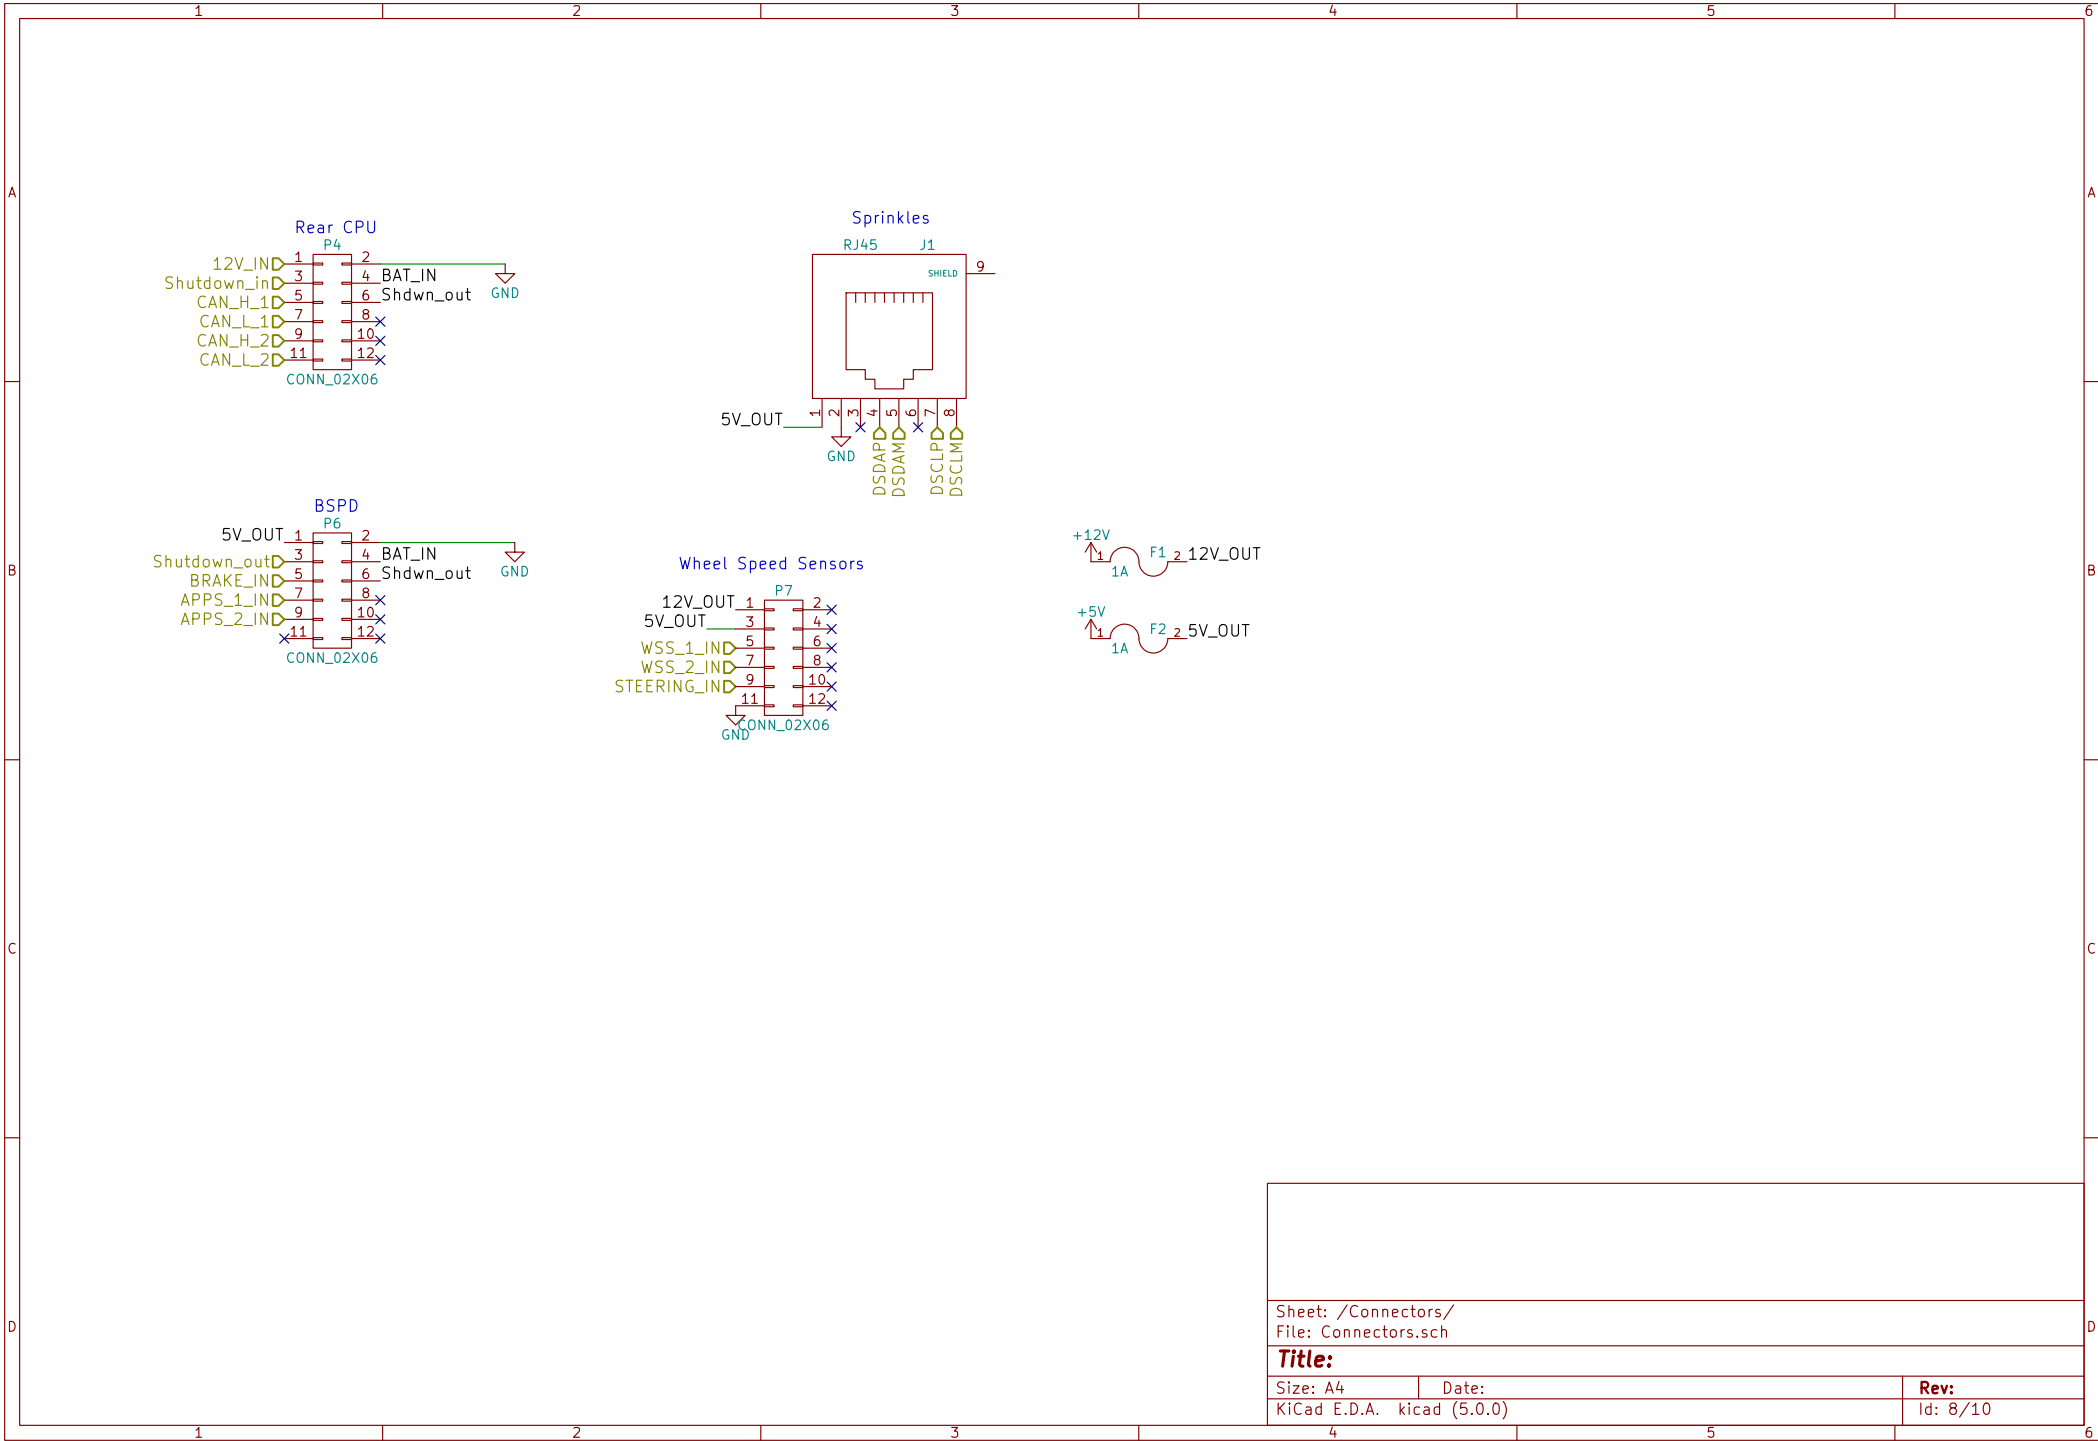 1 2 3 4 5 6
A A
B B
C C
D D
1 2 3 4 5 6
Rear CPU
P4
12V_IN 1 2
GND
Shutdown_in 3 4 BAT_IN
CAN_H_1 5 6 Shdwn_out
CAN_L_1 7 8
CAN_H_2 9 10
CAN_L_2 11 12
CONN_02X06
Sprinkles
RJ45 J1
SHIELD 9
5V_OUT 1 2 3 4 5 6 7 8
GND
DSDAP
DSDAM
DSCLP
DSCLM
BSPD
P6
5V_OUT 1 2
GND
Shutdown_out 3 4 BAT_IN
BRAKE_IN 5 6 Shdwn_out
APPS_1_IN 7 8
APPS_2_IN 9 10
11 12
CONN_02X06
Wheel Speed Sensors
P7
12V_OUT 1 2
5V_OUT 3 4
WSS_1_IN 5 6
WSS_2_IN 7 8
STEERING_IN 9 10
11 12
GND
CONN_02X06
+12V
1 F1 2 12V_OUT
1A
+5V
1 F2 2 5V_OUT
1A
Sheet: /Connectors/
File: Connectors.sch
Title:
Size: A4 Date: Rev:
KiCad E.D.A. kicad (5.0.0) Id: 8/10